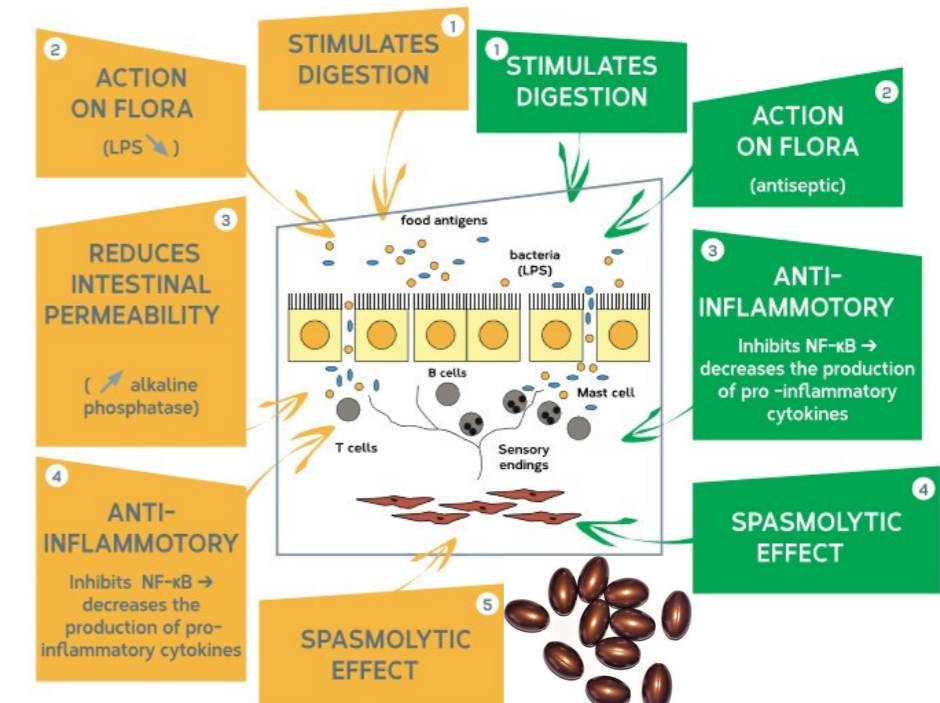 2
ACTION
ON FLORA
(LPS ↘ )
1
STIMULATES
DIGESTION
1
STIMULATES
DIGESTION
2
ACTION
ON FLORA
(antiseptic)
3
REDUCES
INTESTINAL
PERMEABILITY
( ↗ alkaline
phosphatase)
food antigens
bacteria
(LPS)
B cells
Mast cell
T cells
Sensory
endings
3
ANTI-
INFLAMMOTORY
Inhibits NF-κB →
decreases the production
of pro -inflammatory
cytokines
4
ANTI-
INFLAMMOTORY
Inhibits NF-κB →
decreases the
production of pro-
inflammatory cytokines
4
SPASMOLYTIC
EFFECT
5
SPASMOLYTIC
EFFECT